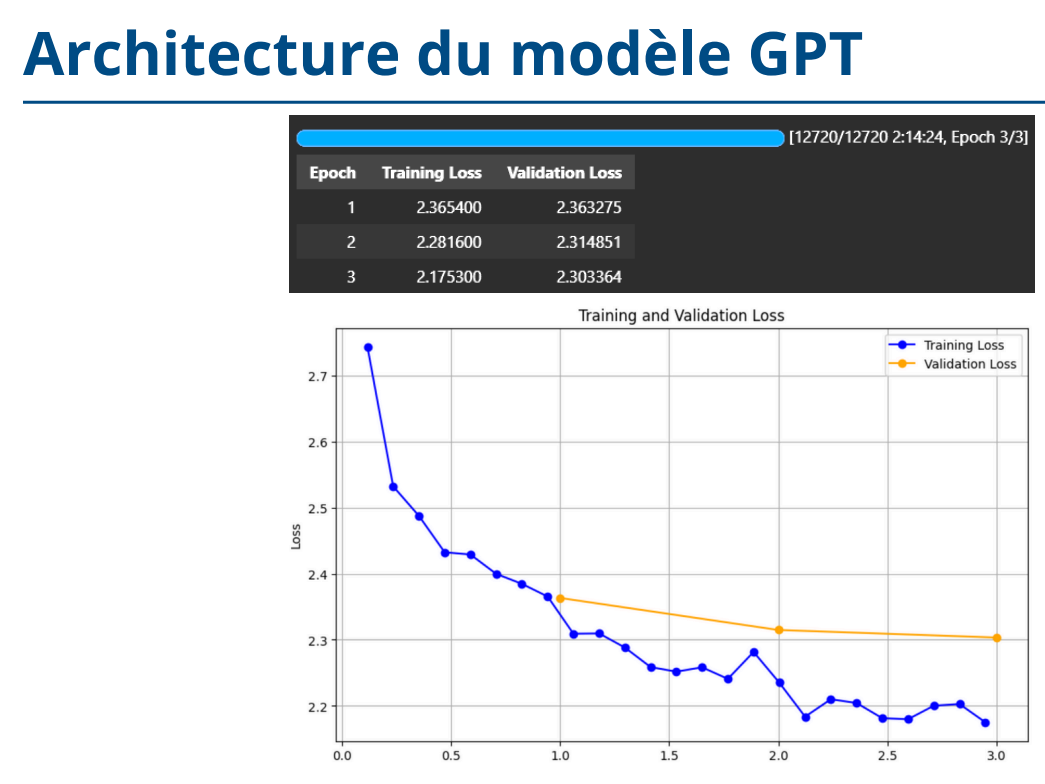 Architecture du modèle GPT
[12720/12720 2:14:24, Epoch 3/3]
Epoch Training Loss Validation Loss
1 2.365400 2.363275
2 2.281600 2.314851
3 2.175300 2.303364
Training and Validation Loss
Training Loss
Validation Loss
2.7
2.6
2.5
2.4
2.3
2.2
Loss
0.0 0.5 1.0 1.5 2.0 2.5 3.0